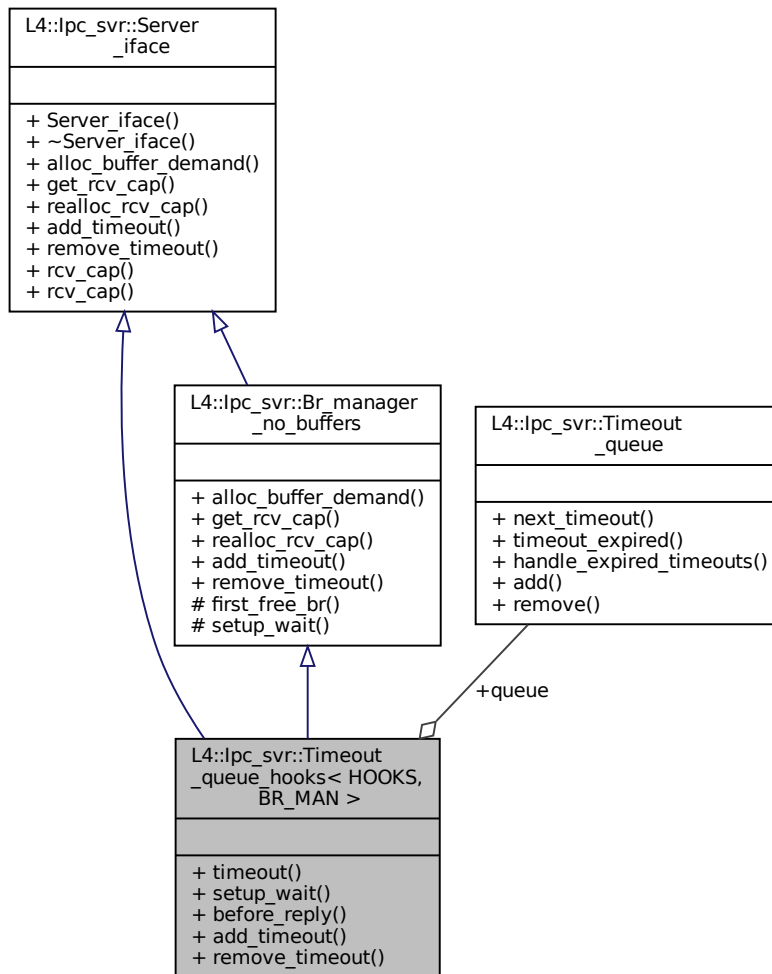 L4::Ipc_svr::Server
_iface
+ Server_iface()
+ ~Server_iface()
+ alloc_buffer_demand()
+ get_rcv_cap()
+ realloc_rcv_cap()
+ add_timeout()
+ remove_timeout()
+ rcv_cap()
+ rcv_cap()
L4::Ipc_svr::Br_manager
_no_buffers
+ alloc_buffer_demand()
+ get_rcv_cap()
+ realloc_rcv_cap()
+ add_timeout()
+ remove_timeout()
# first_free_br()
# setup_wait()
L4::Ipc_svr::Timeout
_queue
+ next_timeout()
+ timeout_expired()
+ handle_expired_timeouts()
+ add()
+ remove()
+queue
L4::Ipc_svr::Timeout
_queue_hooks< HOOKS,
BR_MAN >
+ timeout()
+ setup_wait()
+ before_reply()
+ add_timeout()
+ remove_timeout()